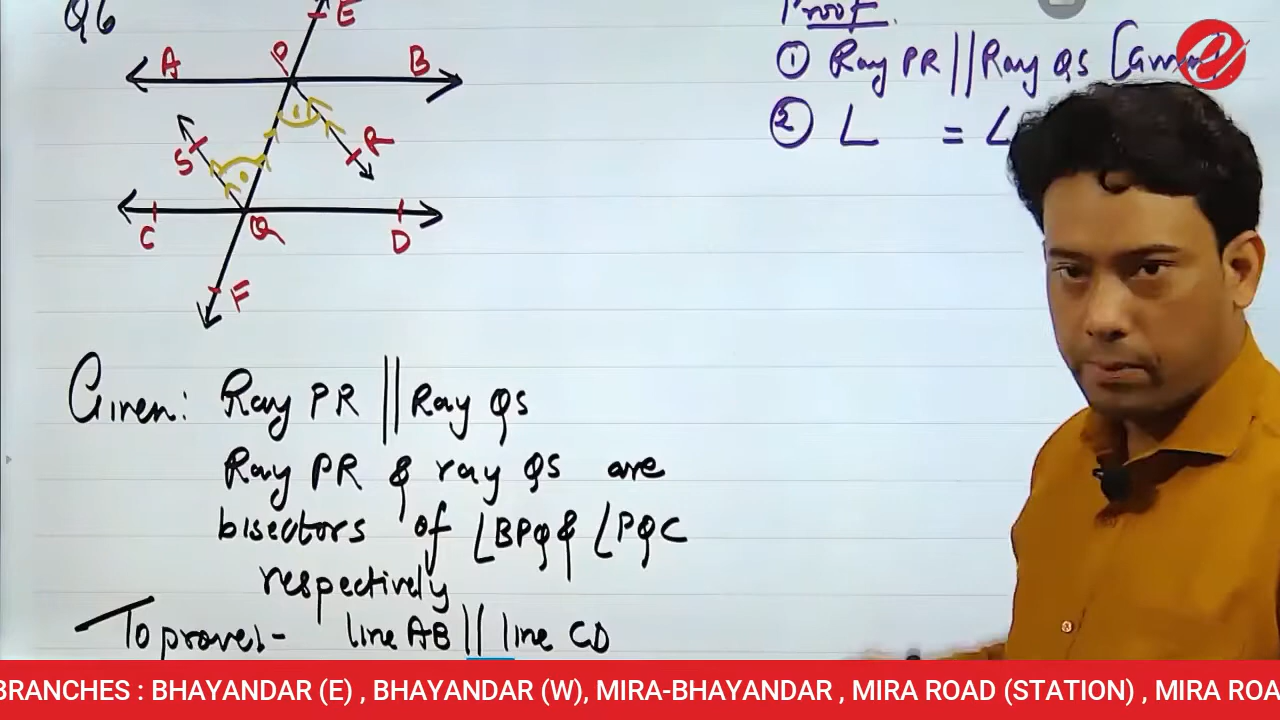 Q6
E
A
P
B
S
R
C
Q
D
F
Given: Ray PR || Ray QS
Ray PR & ray QS are
bisectors of ∠BPQ & ∠PQC
respectively
To prove:- line AB || line CD
Proof.
① Ray PR || Ray QS
② ∠ = ∠
BRANCHES : BHAYANDAR (E) , BHAYANDAR (W), MIRA-BHAYANDAR , MIRA ROAD (STATION) , MIRA ROA